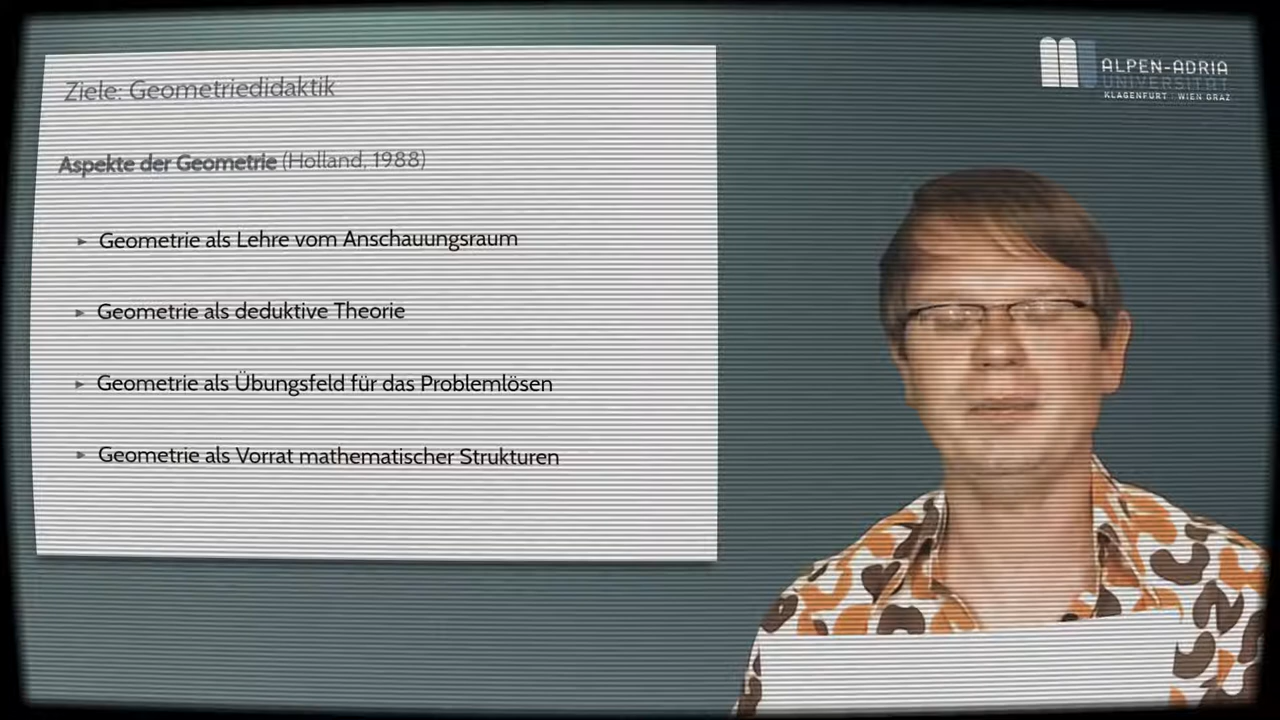 Ziele: Geometriedidaktik
Aspekte der Geometrie (Holland, 1988)
Geometrie als Lehre vom Anschauungsraum
Geometrie als deduktive Theorie
Geometrie als Übungsfeld für das Problemlösen
Geometrie als Vorrat mathematischer Strukturen
ALPEN-ADRIA
UNIVERSITÄT
KLAGENFURT | WIEN GRAZ